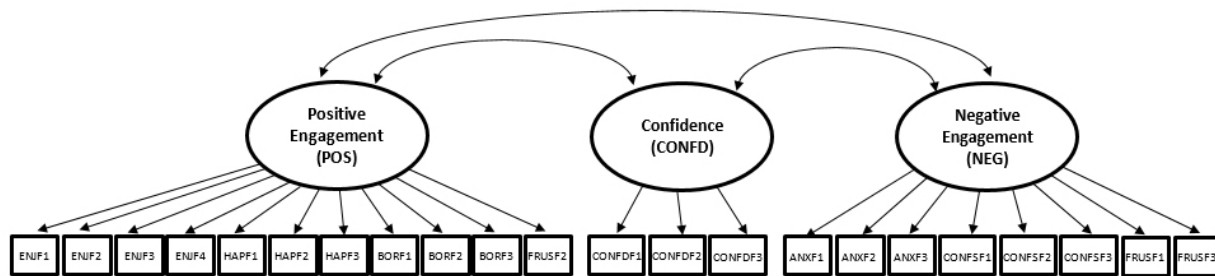 Positive
Engagement
(POS)
Confidence
(CONFD)
Negative
Engagement
(NEG)
ENJF1 ENJF2 ENJF3 ENJF4 HAPF1 HAPF2 HAPF3 BORF1 BORF2 BORF3 FRUSF2 CONFDF1 CONFDF2 CONFDF3 ANXF1 ANXF2 ANXF3 CONFSF1 CONFSF2 CONFSF3 FRUSF1 FRUSF3